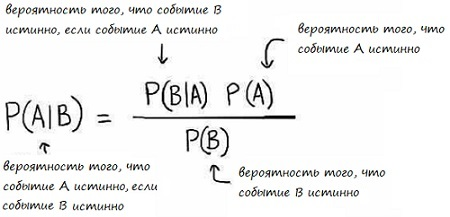 вероятность того, что событие B
истинно, если событие A истинно
вероятность того, что
событие A истинно
P(B|A) P(A)
P(A|B) =
P(B)
вероятность того, что
событие A истинно, если
событие B истинно
вероятность того, что
событие B истинно